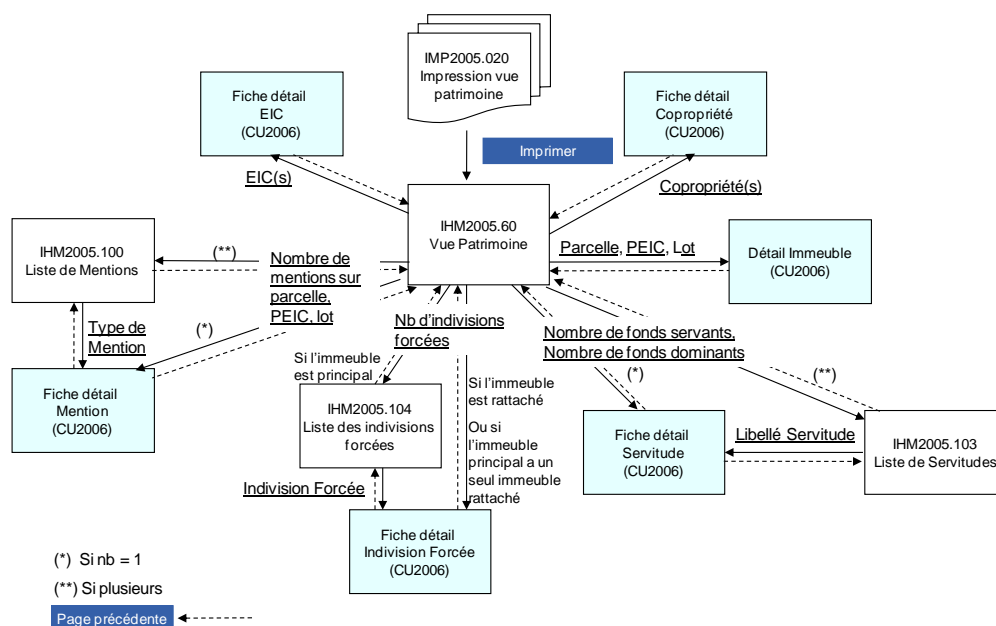 IMP2005.020
Impression vue
patrimoine
Fiche détail
EIC
(CU2006)
Fiche détail
Copropriété
(CU2006)
Imprimer
EIC(s)
Copropriété(s)
IHM2005.60
Vue Patrimoine
IHM2005.100
Liste de Mentions
(**)
Nombre de
mentions sur
parcelle,
PEIC, lot
Parcelle, PEIC, Lot
Détail Immeuble
(CU2006)
Type de
Mention
(*)
Nb d'indivisions
forcées
Nombre de fonds servants,
Nombre de fonds dominants
Si l'immeuble
est principal
(*)
(**)
Fiche détail
Mention
(CU2006)
IHM2005.104
Liste des indivisions
forcées
Si l'immeuble
est rattaché
Ou si
l'immeuble
principal a un
seul immeuble
rattaché
Fiche détail
Servitude
(CU2006)
Libellé Servitude
IHM2005.103
Liste de Servitudes
Indivision Forcée
Fiche détail
Indivision Forcée
(CU2006)
(*) Si nb = 1
(**) Si plusieurs
Page précédente